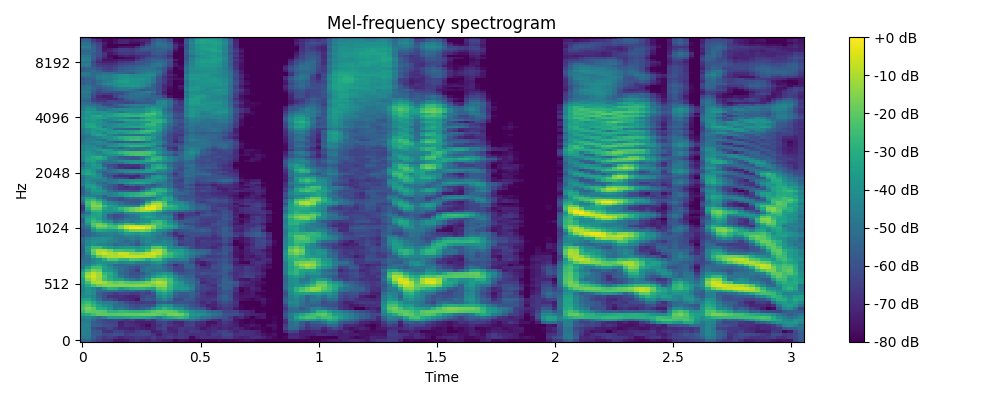 Mel-frequency spectrogram
Hz
8192
4096
2048
1024
512
0
0 0.5 1 1.5 2 2.5 3
Time
+0 dB
-10 dB
-20 dB
-30 dB
-40 dB
-50 dB
-60 dB
-70 dB
-80 dB